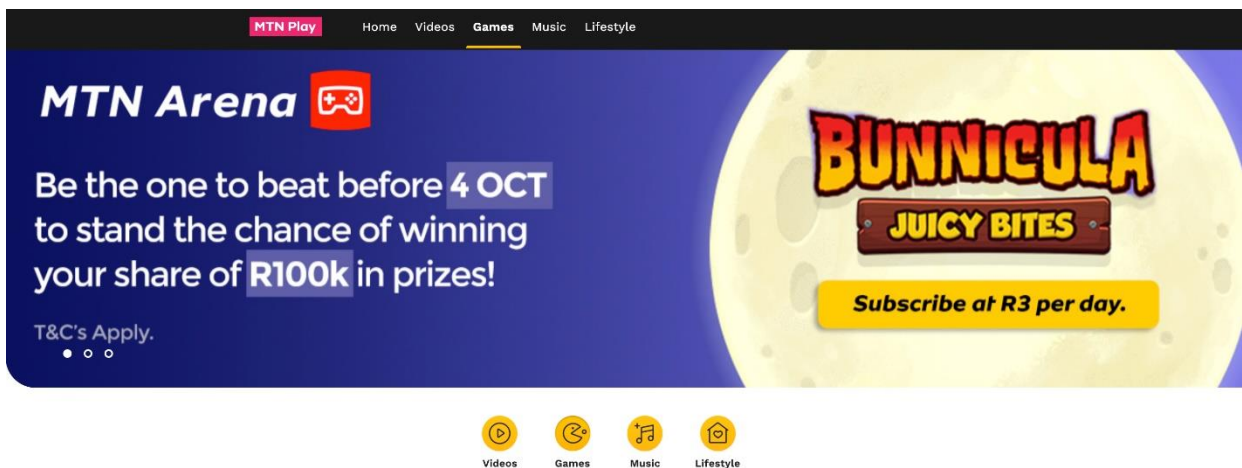 MTN Play Home Videos Games Music Lifestyle
MTN Arena
Be the one to beat before 4 OCT
to stand the chance of winning
your share of R100k in prizes!
T&C's Apply.
BUNNICULA
JUICY BITES
Subscribe at R3 per day.
Videos Games Music Lifestyle